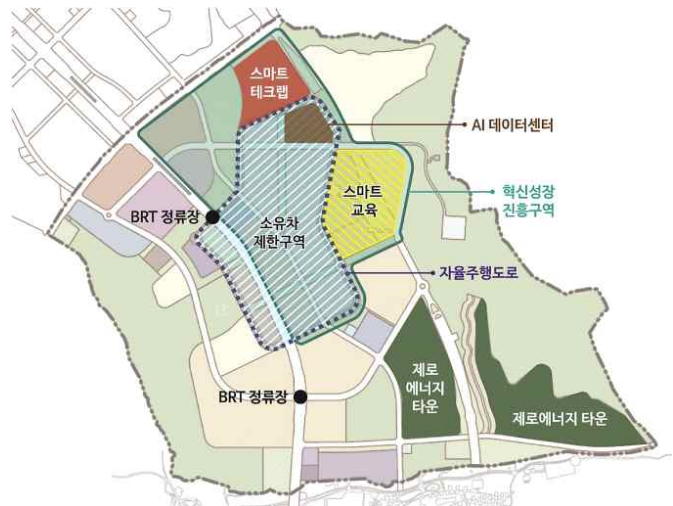 스마트
테크랩
AI 데이터센터
스마트
교육
혁신성장
진흥구역
BRT 정류장
소유차
제한구역
자율주행도로
제로
에너지
타운
BRT 정류장
제로에너지 타운